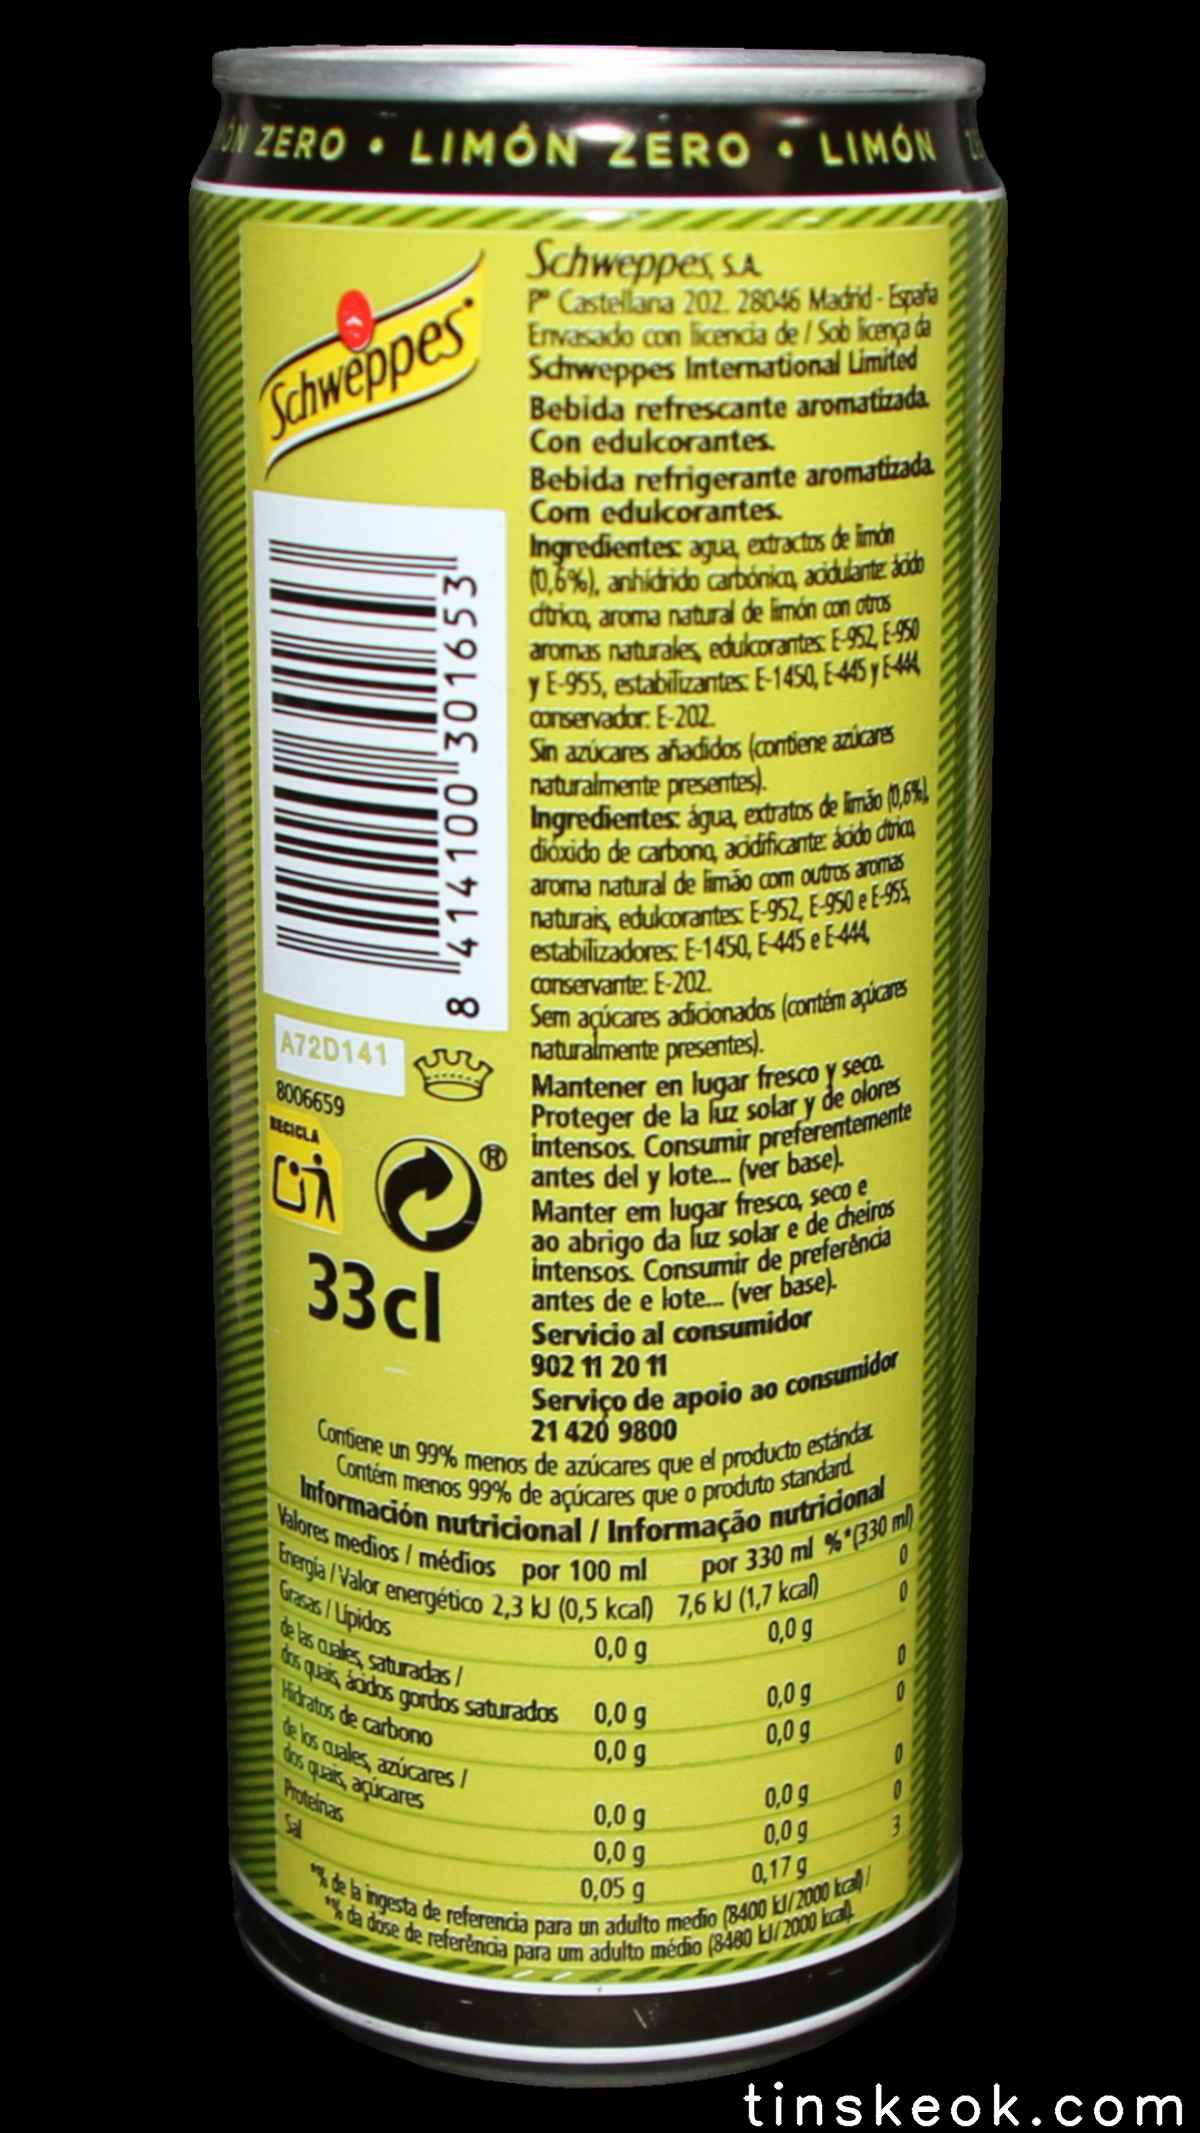 ÓN ZERO • LIMÓN ZERO • LIMÓN
Schweppes
Schweppes, S.A.
Pº Castellana 202. 28046 Madrid - España
Envasado con licencia de / Sob licença da
Schweppes International Limited
Bebida refrescante aromatizada.
Con edulcorantes.
Bebida refrigerante aromatizada.
Com edulcorantes.
Ingredientes: agua, extractos de limón
(0,6%), anhídrido carbónico, acidulante: ácido
cítrico, aroma natural de limón con otros
aromas naturales, edulcorantes: E-952, E-950
y E-955, estabilizantes: E-1450, E-445 y E-444,
conservador: E-202.
Sin azúcares añadidos (contiene azúcares
naturalmente presentes).
Ingredientes: água, extratos de limão (0,6%),
dióxido de carbono, acidificante: ácido cítrico,
aroma natural de limão com outros aromas
naturais, edulcorantes: E-952, E-950 e E-955,
estabilizadores: E-1450, E-445 e E-444,
conservante: E-202.
Sem açúcares adicionados (contém açúcares
naturalmente presentes).
Mantener en lugar fresco y seco.
Proteger de la luz solar y de olores
intensos. Consumir preferentemente
antes del y lote... (ver base).
Manter em lugar fresco, seco e
ao abrigo da luz solar e de cheiros
intensos. Consumir de preferência
antes de e lote... (ver base).
Servicio al consumidor
902 11 20 11
Serviço de apoio ao consumidor
21 420 9800
8 414100 301653
A72D141
8006659
RECICLA
®
33cl
Contiene un 99% menos de azúcares que el producto estándar.
Contém menos 99% de açúcares que o produto standard.
Información nutricional / Informação nutricional
Valores medios / médios por 100 ml por 330 ml %*(330 ml)
Energía / Valor energético 2,3 kJ (0,5 kcal) 7,6 kJ (1,7 kcal) 0
Grasas / Lípidos 0,0 g 0,0 g 0
de las cuales, saturadas /
dos quais, ácidos gordos saturados 0,0 g 0,0 g 0
Hidratos de carbono 0,0 g 0,0 g 0
de los cuales, azúcares /
dos quais, açúcares 0,0 g 0,0 g 0
Proteínas 0,0 g 0,0 g 0
Sal 0,05 g 0,17 g 3
*% de la ingesta de referencia para un adulto medio (8400 kJ/2000 kcal) /
*% da dose de referência para um adulto médio (8400 kJ/2000 kcal).
tinskeok.com